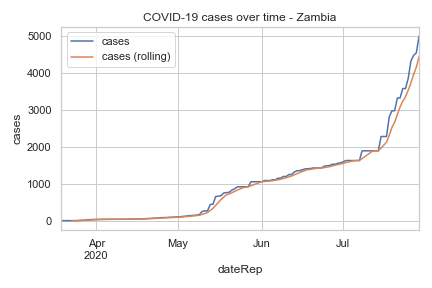 COVID-19 cases over time - Zambia
cases
cases (rolling)
5000
4000
3000
2000
1000
0
cases
Apr
2020
May
Jun
Jul
dateRep